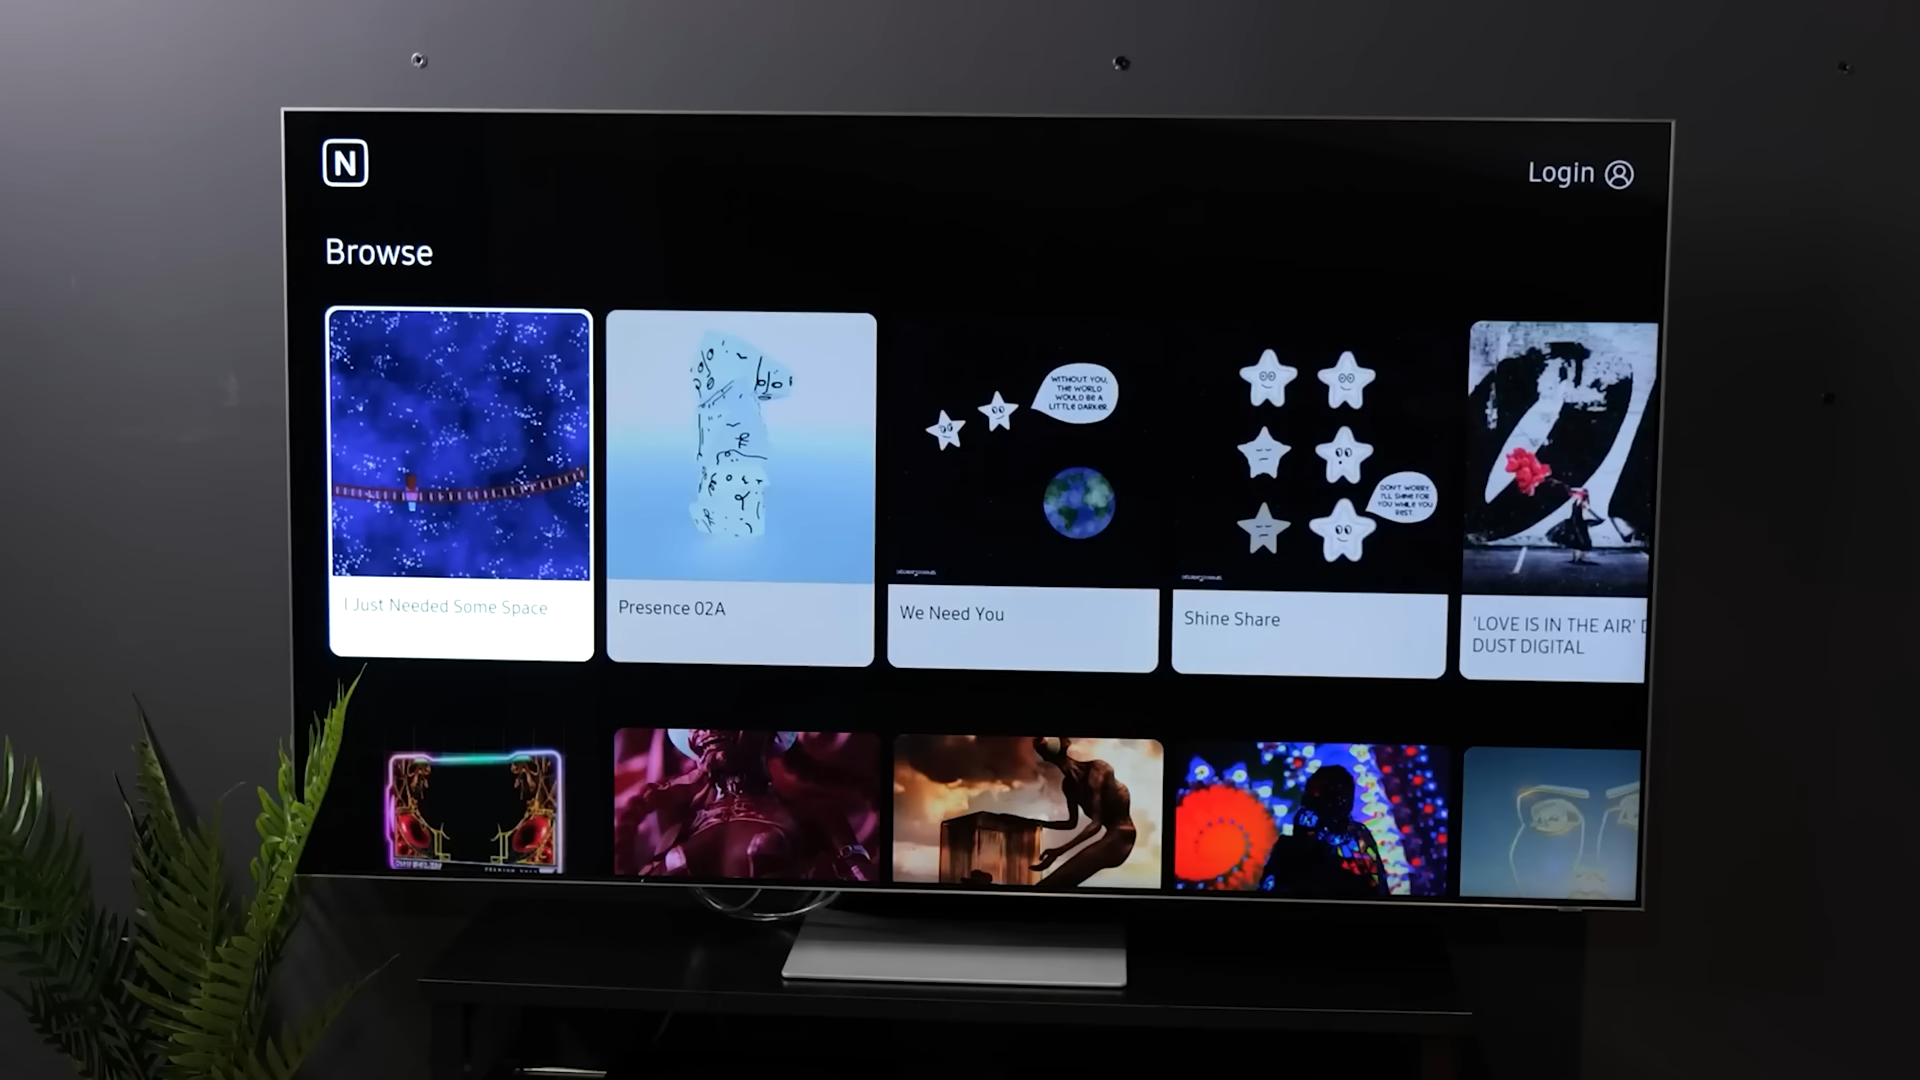 N
Login
Browse
WITHOUT YOU,
THE WORLD
WOULD BE A
LITTLE DARKER.
DON'T WORRY,
I'LL SHINE FOR
YOU WHILE YOU
REST.
I Just Needed Some Space
Presence 02A
We Need You
Shine Share
'LOVE IS IN THE AIR'
DUST DIGITAL